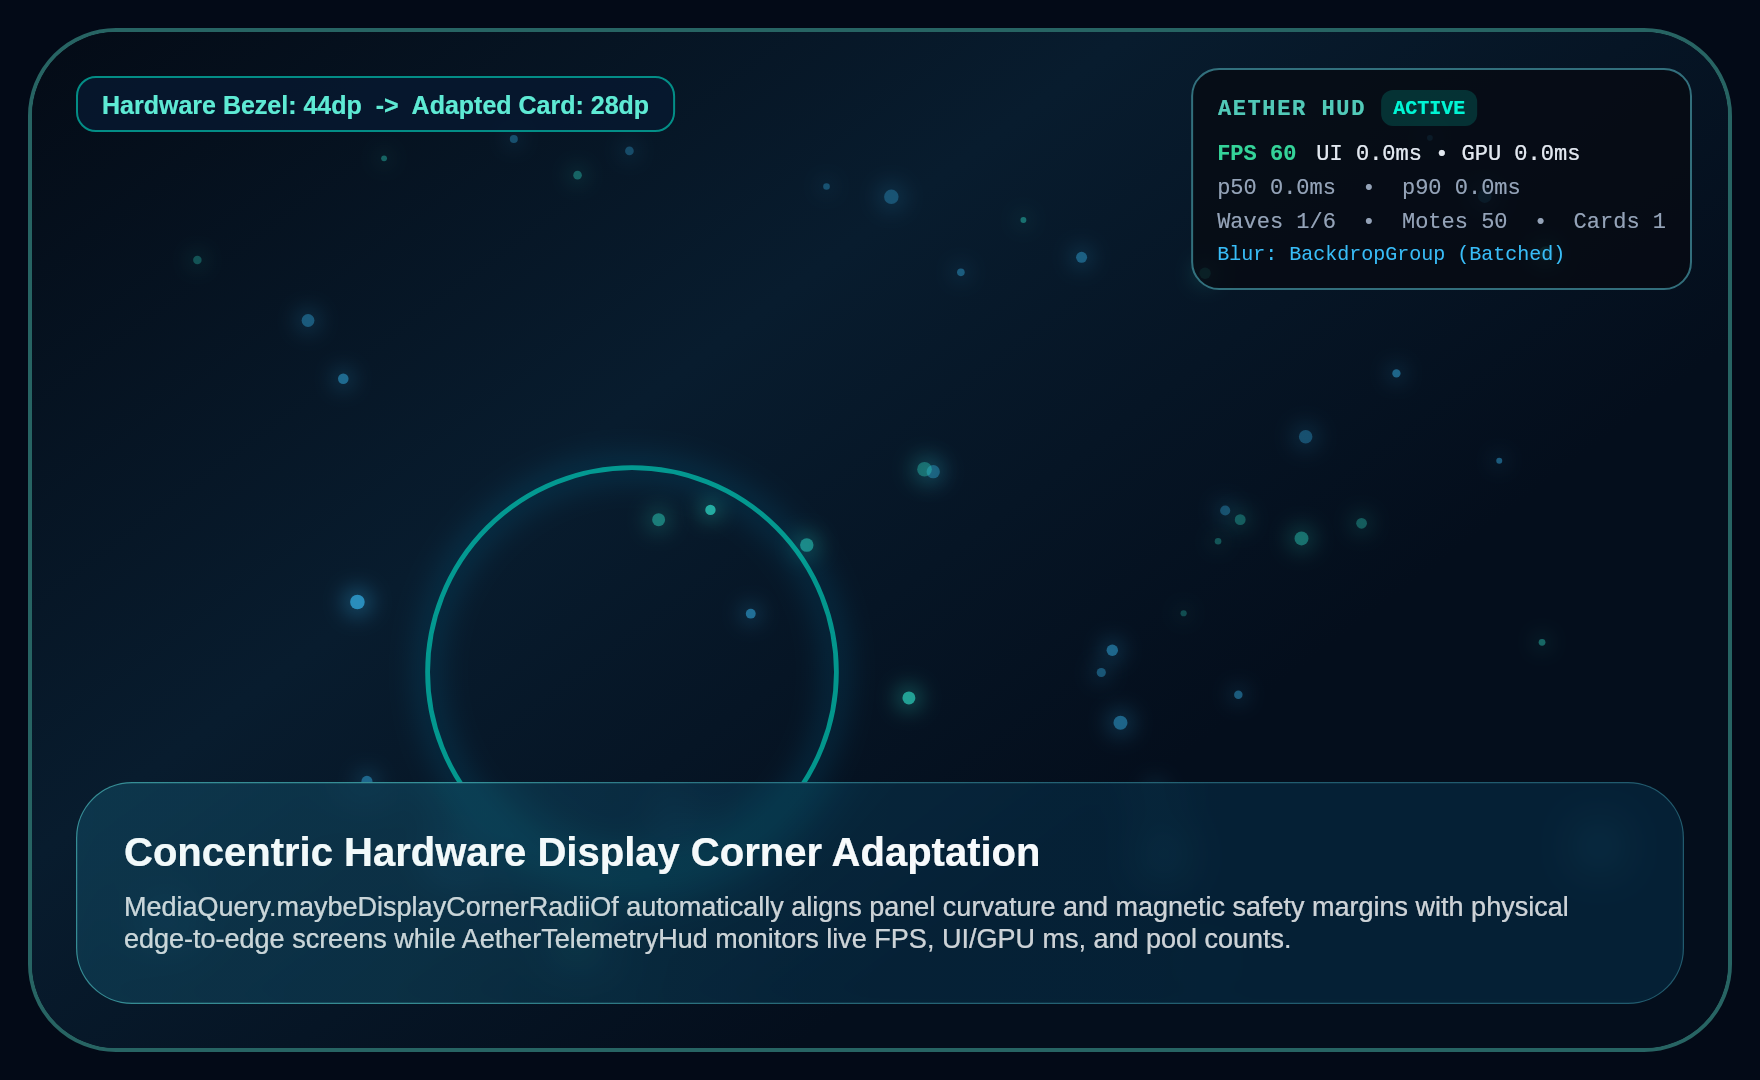 Hardware Bezel: 44dp -> Adapted Card: 28dp
AETHER HUD ACTIVE
FPS 60 UI 0.0ms • GPU 0.0ms
p50 0.0ms • p90 0.0ms
Waves 1/6 • Motes 50 • Cards 1
Blur: BackdropGroup (Batched)
Concentric Hardware Display Corner Adaptation
MediaQuery.maybeDisplayCornerRadiiOf automatically aligns panel curvature and magnetic safety margins with physical
edge-to-edge screens while AetherTelemetryHud monitors live FPS, UI/GPU ms, and pool counts.